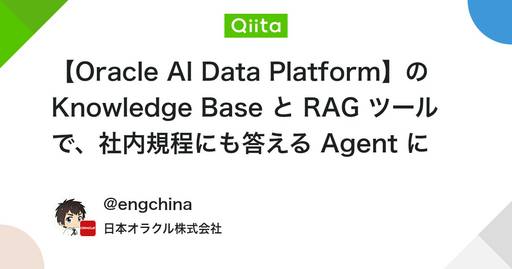 Qiita
【Oracle AI Data Platform】の
Knowledge Base と RAG ツール
で、社内規程にも答える Agent に
@engchina
日本オラクル株式会社